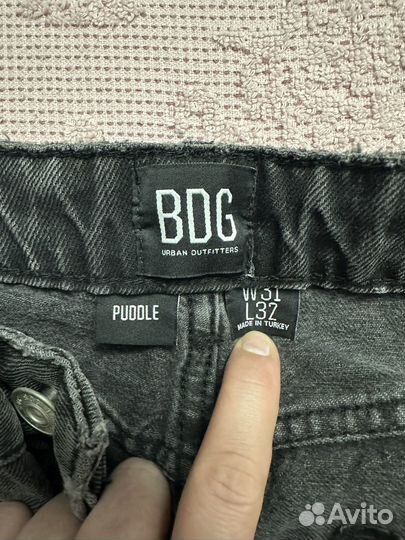 BDG
URBAN OUTFITTERS
PUDDLE
W31
L32
MADE IN TURKEY
Avito